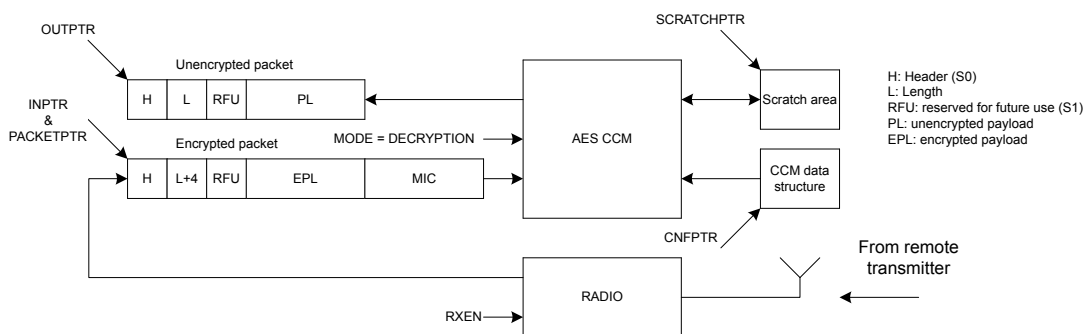 OUTPTR
SCRATCHPTR
Unencrypted packet
H L RFU PL
INPTR
&
PACKETPTR
Scratch area
H: Header (S0)
L: Length
RFU: reserved for future use (S1)
PL: unencrypted payload
EPL: encrypted payload
MODE = DECRYPTION
AES CCM
Encrypted packet
H L+4 RFU EPL MIC
CCM data
structure
CNFPTR
From remote
transmitter
RADIO
RXEN